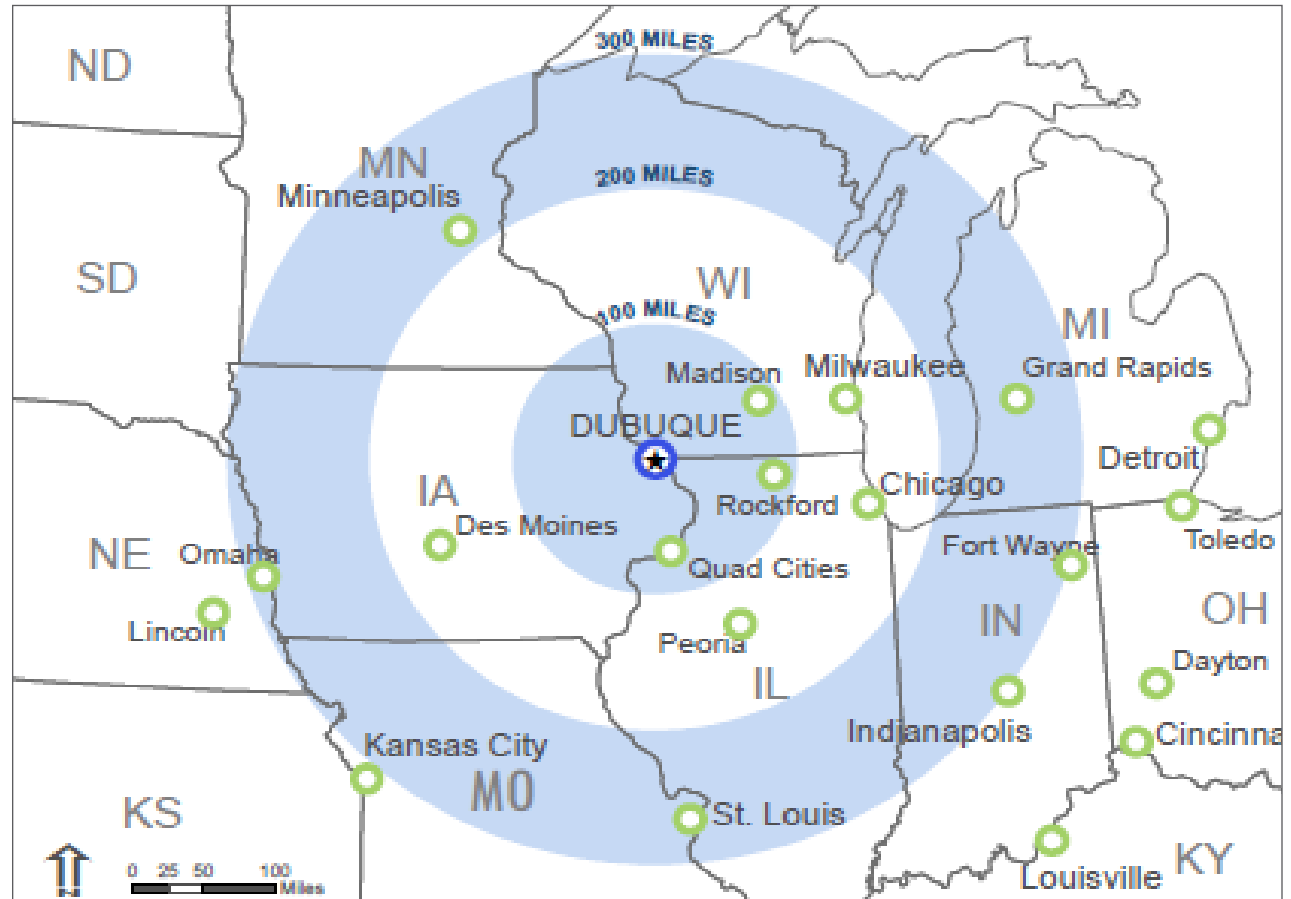 300 MILES
ND
MN
200 MILES
Minneapolis
SD
WI
100 MILES
MI
Madison
Milwaukee
Grand Rapids
DUBUQUE
Detroit
IA
Chicago
Rockford
Des Moines
NE
Omaha
Fort Wayne
Toledo
Quad Cities
OH
IN
Lincoln
Peoria
Dayton
IL
Indianapolis
Cincinna
Kansas City
MO
KS
St. Louis
KY
0 25 50 100
Miles
Louisville